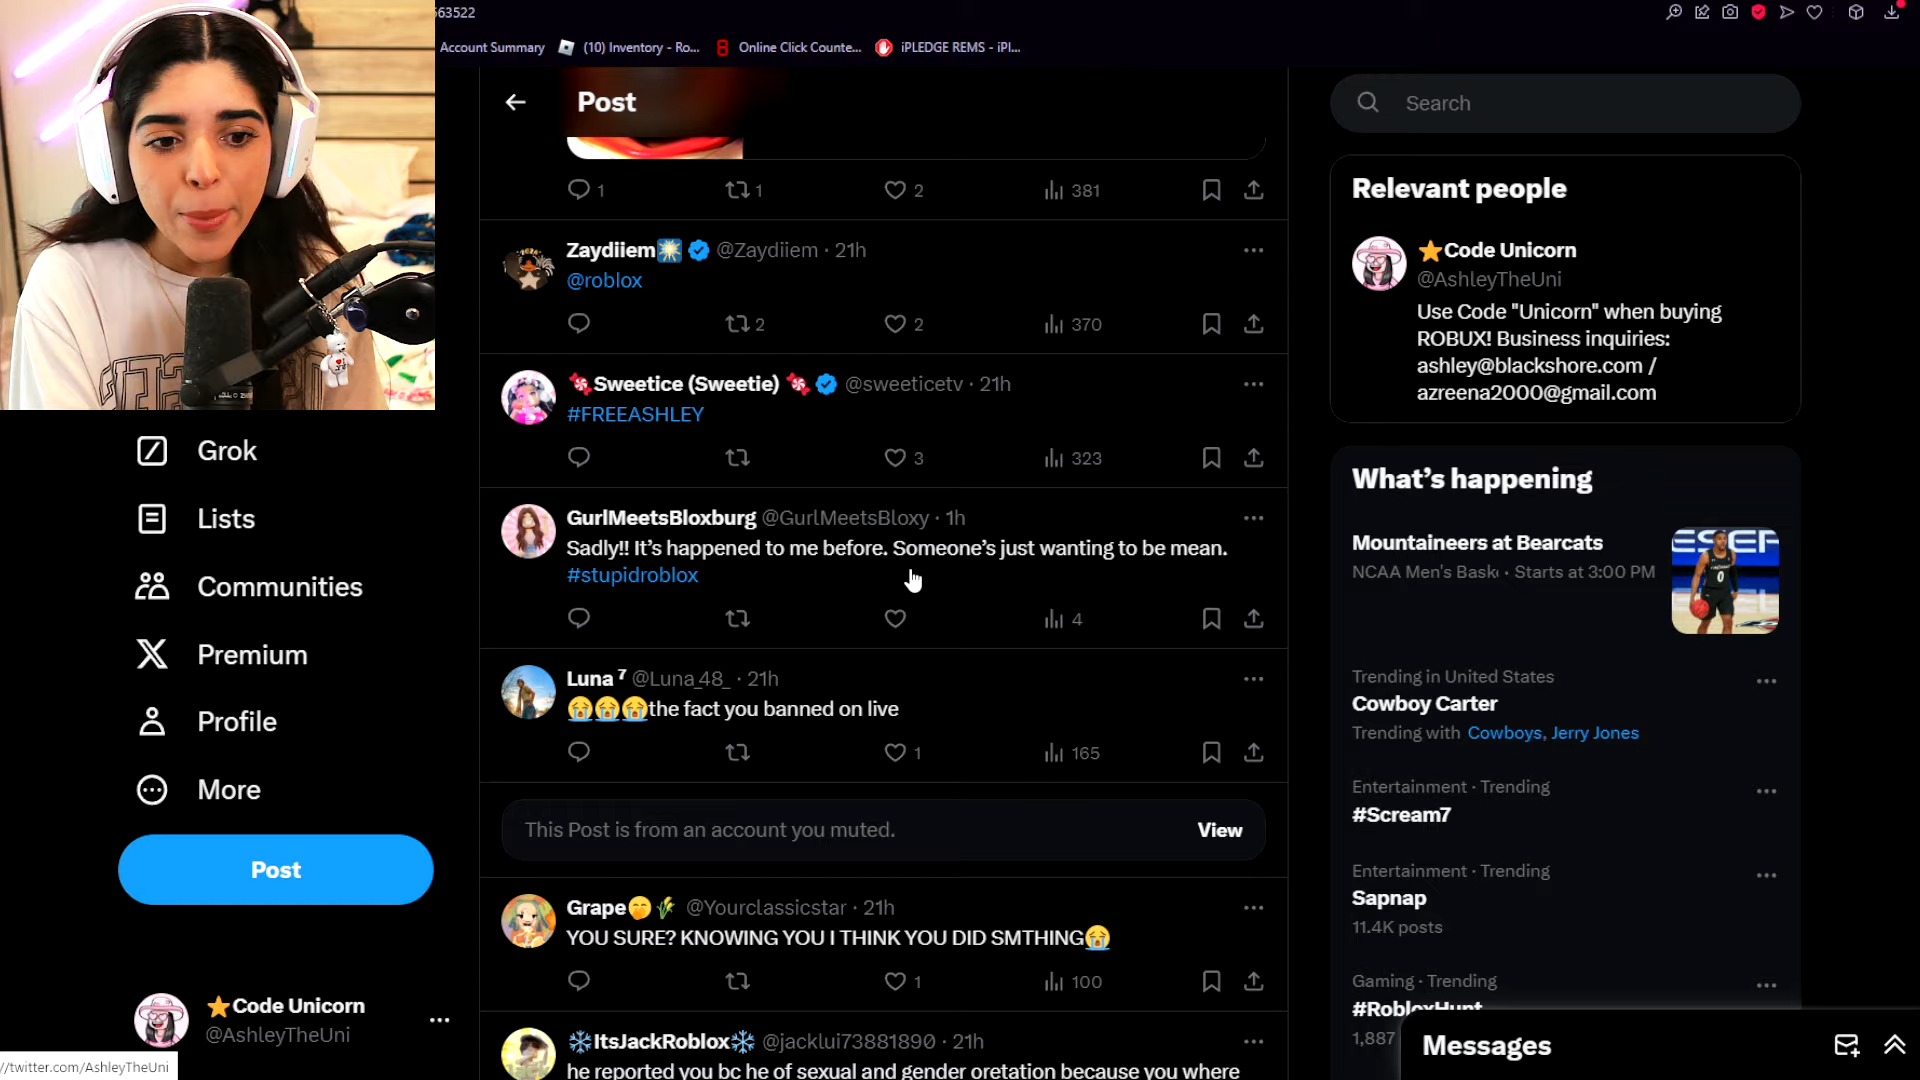 563522
Account Summary
(10) Inventory - Ro...
Online Click Counte...
iPLEDGE REMS - iPl...
Post
1
1
2
381
Zaydiiem @Zaydiiem · 21h
@roblox
2
2
370
Sweetice (Sweetie) @sweeticetv · 21h
#FREEASHLEY
3
323
GurlMeetsBloxburg @GurlMeetsBloxy · 1h
Sadly!! It’s happened to me before. Someone’s just wanting to be mean.
#stupidroblox
4
Luna ⁷ @Luna_48_ · 21h
😭😭😭the fact you banned on live
1
165
This Post is from an account you muted.
View
Grape @Yourclassicstar · 21h
YOU SURE? KNOWING YOU I THINK YOU DID SMTHING😭
1
100
❄ItsJackRoblox❄ @jacklui73881890 · 21h
he reported you bc he of sexual and gender oretation because you where
Grok
Lists
Communities
Premium
Profile
More
Post
⭐Code Unicorn
@AshleyTheUni
//twitter.com/AshleyTheUni
Search
Relevant people
⭐Code Unicorn
@AshleyTheUni
Use Code "Unicorn" when buying
ROBUX! Business inquiries:
ashley@blackshore.com /
azreena2000@gmail.com
What’s happening
Mountaineers at Bearcats
NCAA Men's Bask · Starts at 3:00 PM
Trending in United States
Cowboy Carter
Trending with Cowboys, Jerry Jones
Entertainment · Trending
#Scream7
Entertainment · Trending
Sapnap
11.4K posts
Gaming · Trending
#RobloxHunt
1,887
Messages